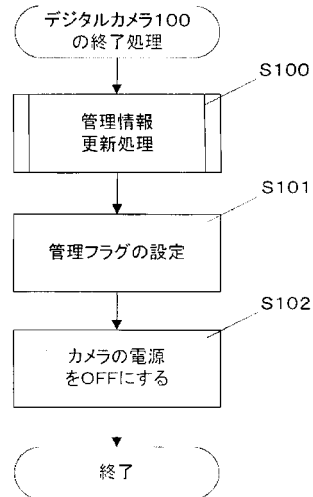 デジタルカメラ100
の終了処理
S100
管理情報
更新処理
S101
管理フラグの設定
S102
カメラの電源
をOFFにする
終了